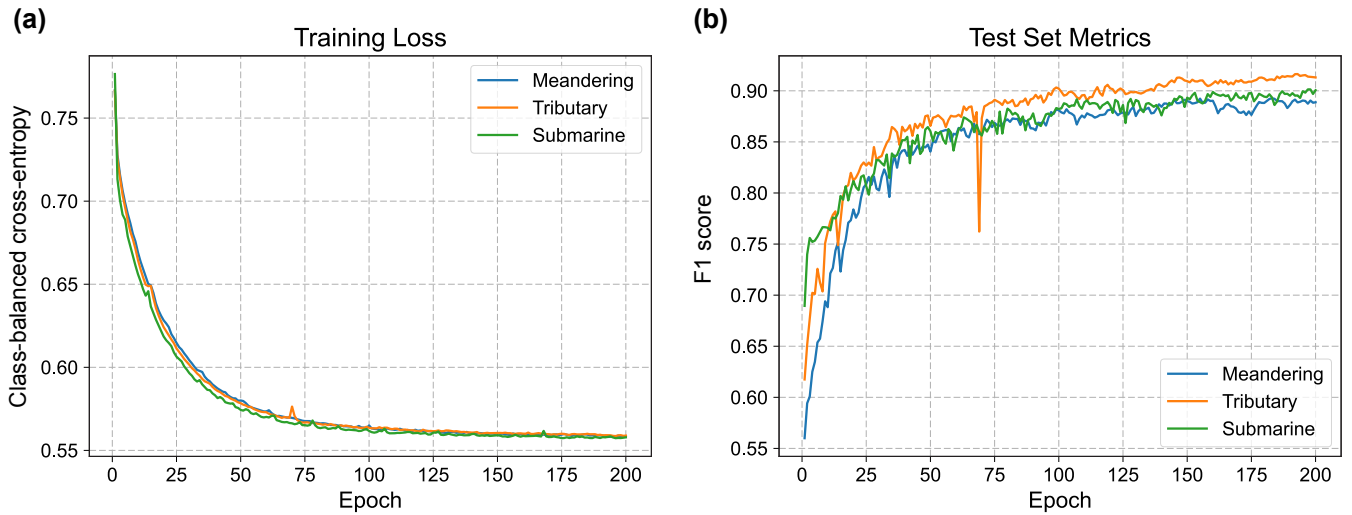 (a)
Training Loss
Class-balanced cross-entropy
0.75
0.70
0.65
0.60
0.55
Meandering
Tributary
Submarine
0 25 50 75 100 125 150 175 200
Epoch
(b)
Test Set Metrics
F1 score
0.90
0.85
0.80
0.75
0.70
0.65
0.60
0.55
Meandering
Tributary
Submarine
0 25 50 75 100 125 150 175 200
Epoch